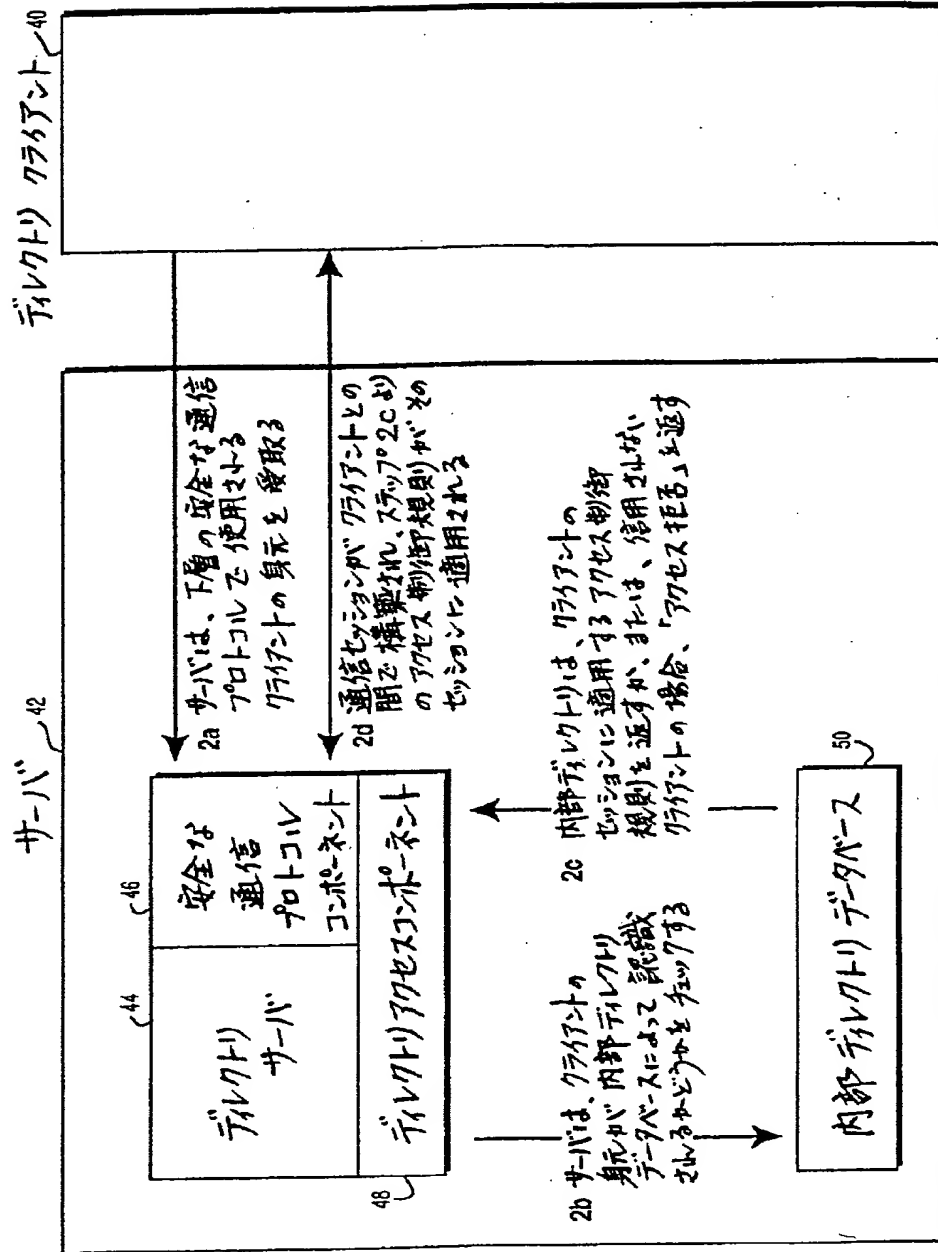 サーバ
42
ディレクトリ クライアント
40
44
46
ディレクトリ
サーバ
安全な
通信
プロトコル
コンポーネント
ディレクトリアクセスコンポーネント
48
2a サーバは、下層の安全な通信
プロトコルで使用される
クライアントの身元を受取る
2d 通信セッションがクライアントとの
間で構築され、ステップ2cより
のアクセス制御規則がその
セッションに適用される
2b サーバは、クライアントの
身元が内部ディレクトリ
データベースによって認識
されるかどうかをチェックする
2c 内部ディレクトリは、クライアントの
セッションに適用するアクセス制御
規則を返すか、または、信用されない
クライアントの場合、「アクセス拒否」を返す
内部ディレクトリデータベース
50